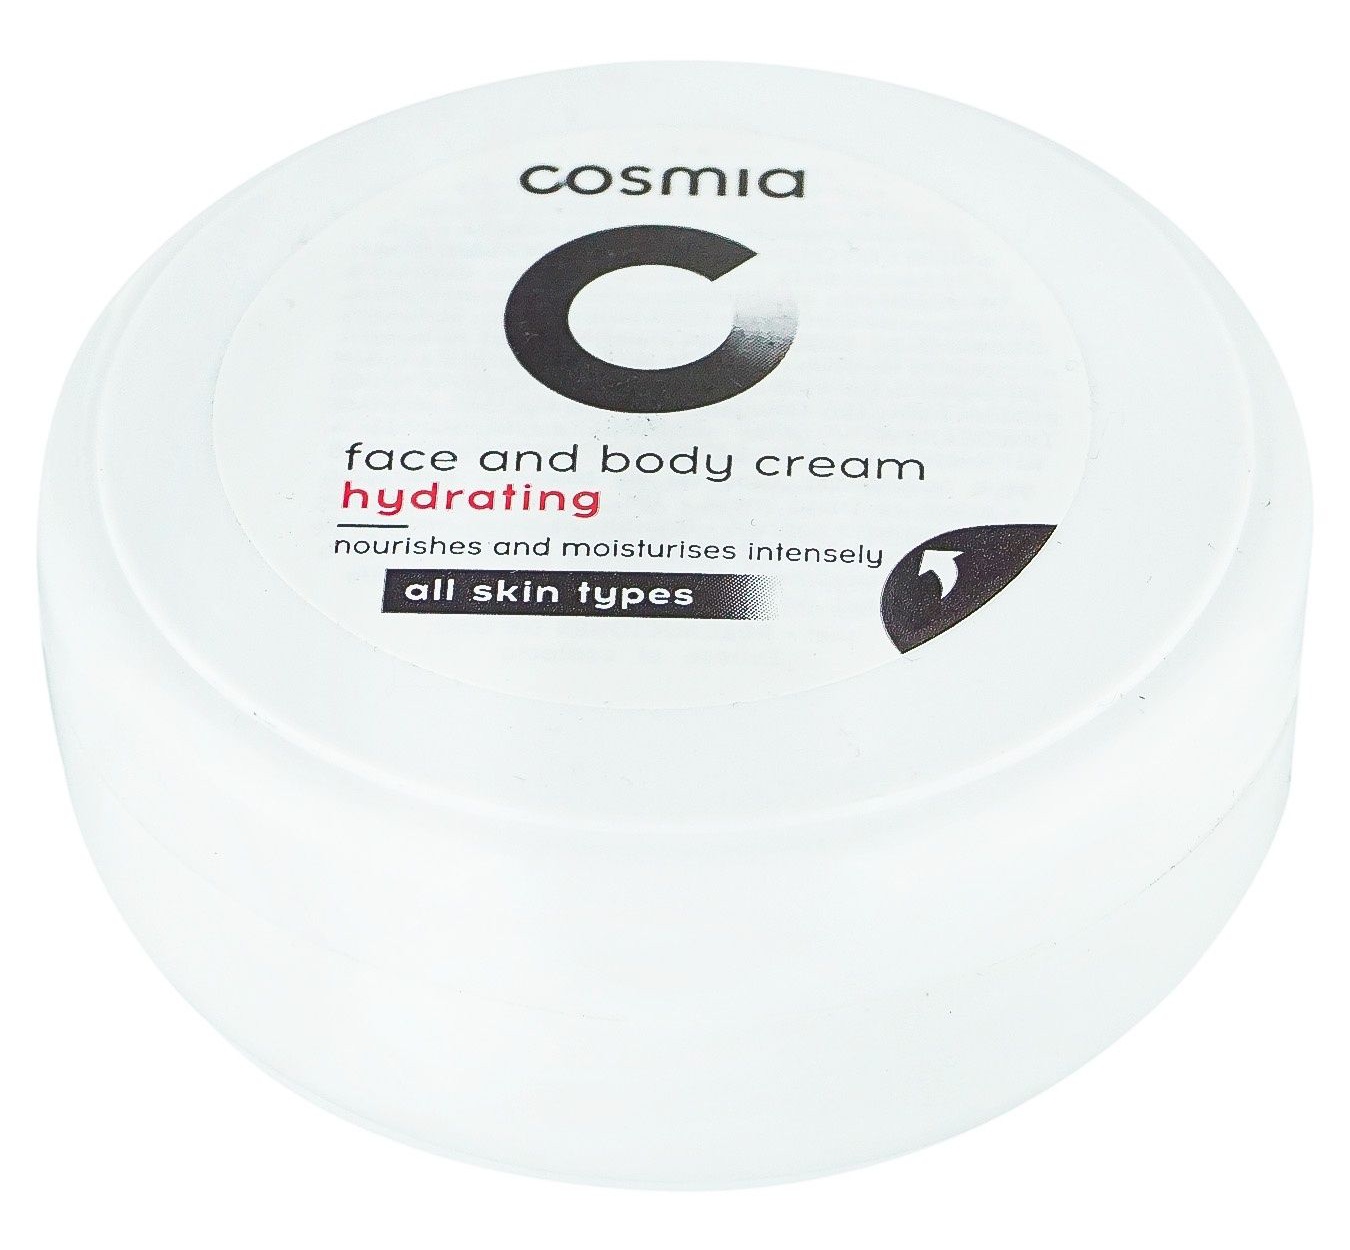 cosmia
face and body cream
hydrating
nourishes and moisturises intensely
all skin types